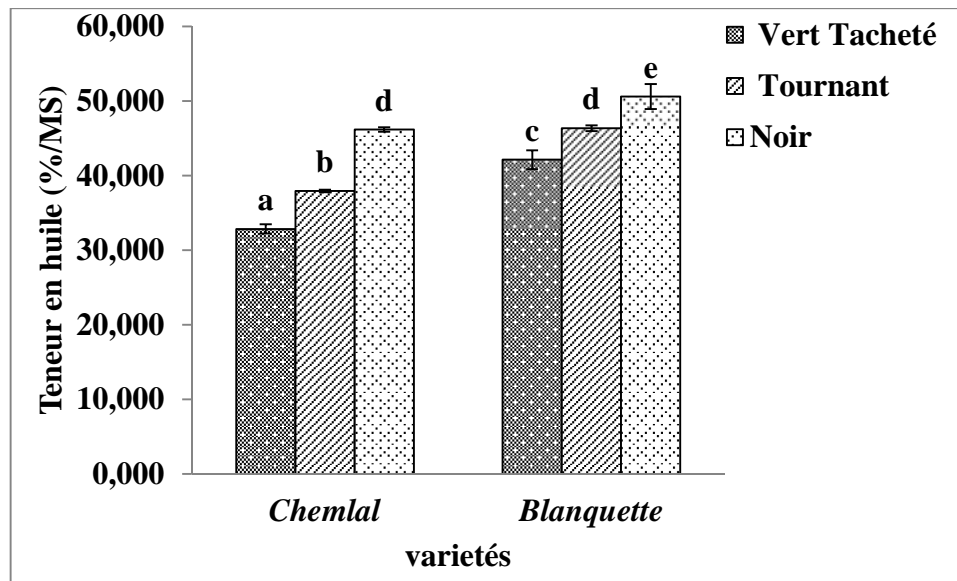 Teneur en huile (%/MS)
60,000
50,000
40,000
30,000
20,000
10,000
0,000
a
b
d
c
d
e
Chemlal
Blanquette
varietés
Vert Tacheté
Tournant
Noir